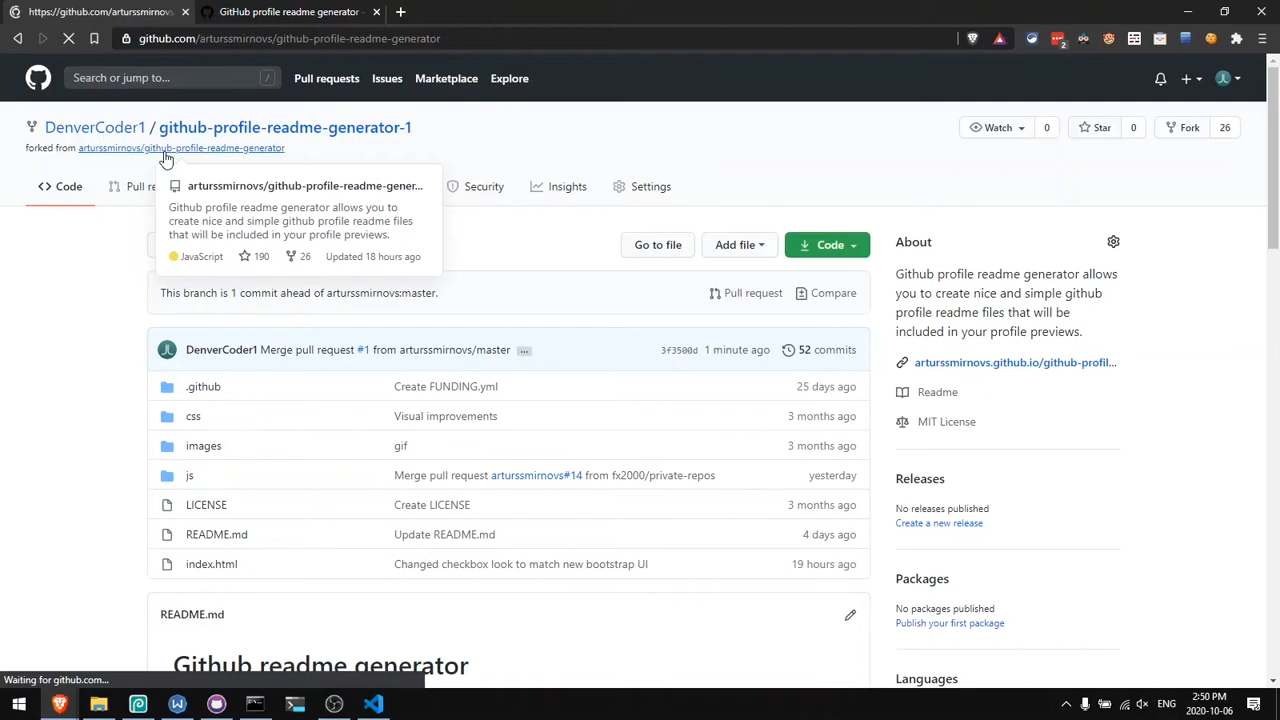 https://github.com/arturssmirnovs
GitHub profile readme generator -
github.com/arturssmirnovs/github-profile-readme-generator
2
Search or jump to...
/
Pull requests
Issues
Marketplace
Explore
DenverCoder1 / github-profile-readme-generator-1
Watch
0
Star
0
Fork
26
forked from arturssmirnovs/github-profile-readme-generator
Code
Pull re
Security
Insights
Settings
arturssmirnovs/github-profile-readme-gener...
Github profile readme generator allows you to
create nice and simple github profile readme files
that will be included in your profile previews.
JavaScript
190
26
Updated 18 hours ago
Go to file
Add file
Code
This branch is 1 commit ahead of arturssmirnovs:master.
Pull request
Compare
DenverCoder1 Merge pull request #1 from arturssmirnovs/master ...
3f3500d 1 minute ago
52 commits
.github
Create FUNDING.yml
25 days ago
css
Visual improvements
3 months ago
images
gif
3 months ago
js
Merge pull request arturssmirnovs#14 from fx2000/private-repos
yesterday
LICENSE
Create LICENSE
3 months ago
README.md
Update README.md
4 days ago
index.html
Changed checkbox look to match new bootstrap UI
19 hours ago
README.md
Github readme generator
About
Github profile readme generator allows
you to create nice and simple github
profile readme files that will be
included in your profile previews.
arturssmirnovs.github.io/github-profil...
Readme
MIT License
Releases
No releases published
Create a new release
Packages
No packages published
Publish your first package
Languages
Waiting for github.com...
ENG
2:50 PM
2020-10-06